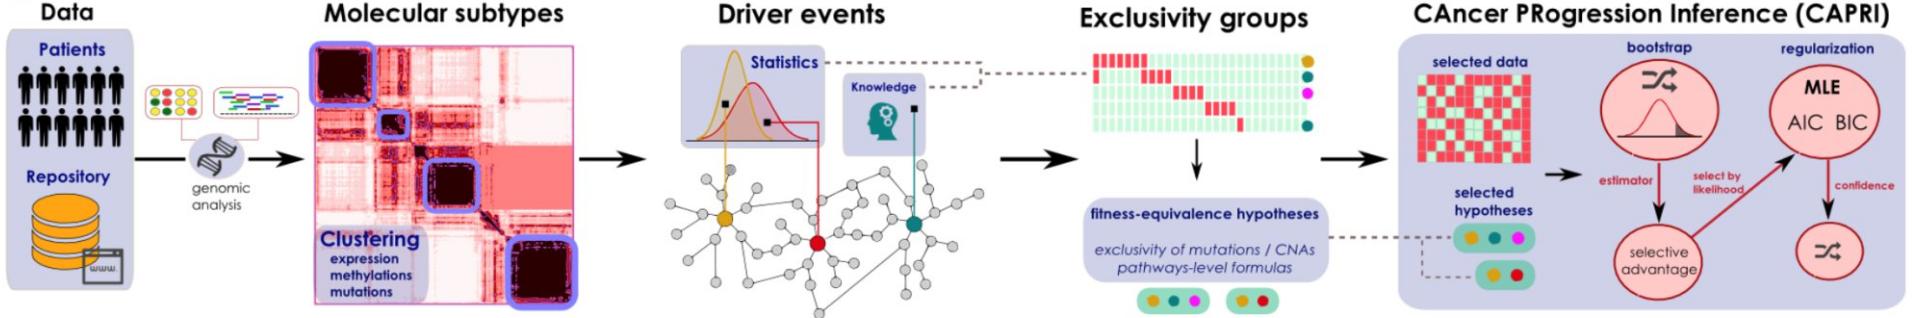 Data
Patients
Repository
www.
genomic
analysis
Molecular subtypes
Clustering
expression
methylations
mutations
Driver events
Statistics
Knowledge
Exclusivity groups
fitness-equivalence hypotheses
exclusivity of mutations / CNAs
pathways-level formulas
CAncer PRogression Inference (CAPRI)
selected data
selected
hypotheses
bootstrap
estimator
selective
advantage
select by
likelihood
regularization
MLE
AIC BIC
confidence